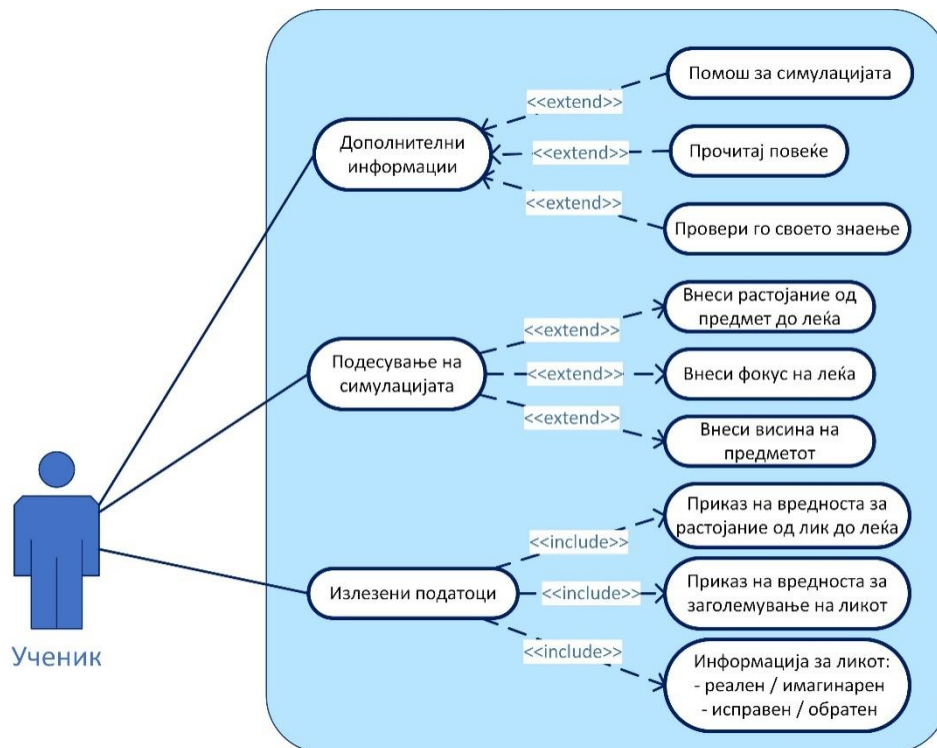 Помош за симулацијата
<<extend>>
Дополнителни
информации
<<extend>>
Прочитај повеќе
<<extend>>
Провери го своето знаење
Внеси растојание од
предмет до леќа
<<extend>>
Подесување на
симулацијата
<<extend>>
Внеси фокус на леќа
<<extend>>
Внеси висина на
предметот
Приказ на вредноста за
растојание од лик до леќа
<<include>>
Излезени податоци
<<include>>
Приказ на вредноста за
заголемување на ликот
<<include>>
Информација за ликот:
- реален / имагинарен
- исправен / обратен
Ученик